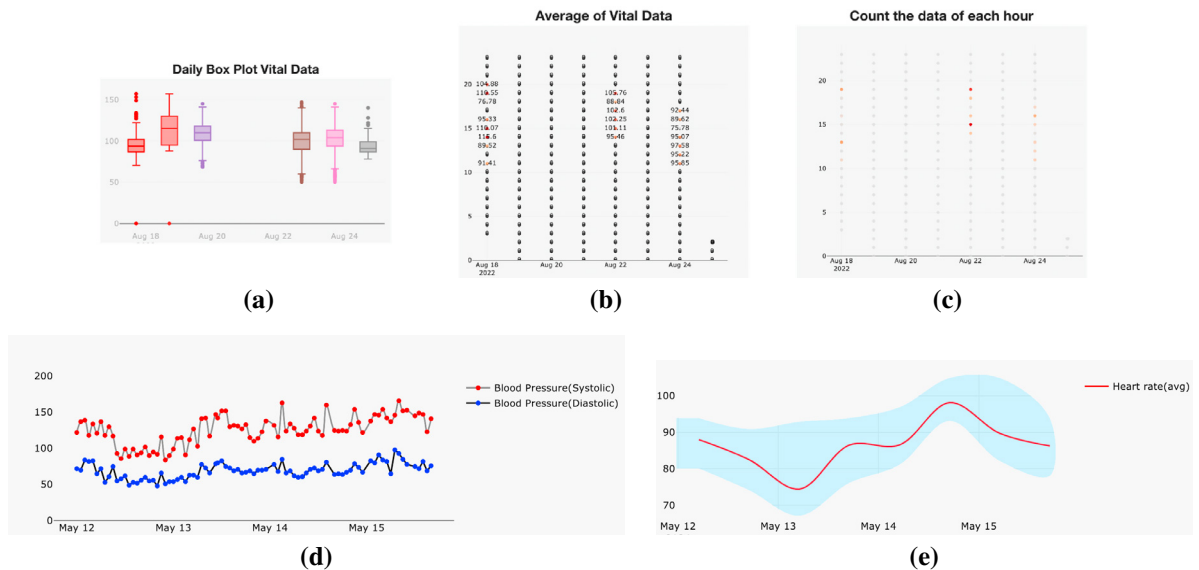 Daily Box Plot Vital Data
150
100
50
0
Aug 18
Aug 20
Aug 22
Aug 24
(a)
Average of Vital Data
20
15
10
5
0
104.88
110.55
76.78
95.33
110.07
115.6
89.52
91.41
105.76
88.84
102.6
102.25
101.11
95.46
92.44
89.62
75.78
95.07
97.58
95.22
95.85
Aug 18
2022
Aug 20
Aug 22
Aug 24
(b)
Count the data of each hour
20
15
10
5
0
Aug 18
2022
Aug 20
Aug 22
Aug 24
(c)
200
150
100
50
0
May 12
May 13
May 14
May 15
Blood Pressure(Systolic)
Blood Pressure(Diastolic)
(d)
100
90
80
70
May 12
May 13
May 14
May 15
Heart rate(avg)
(e)